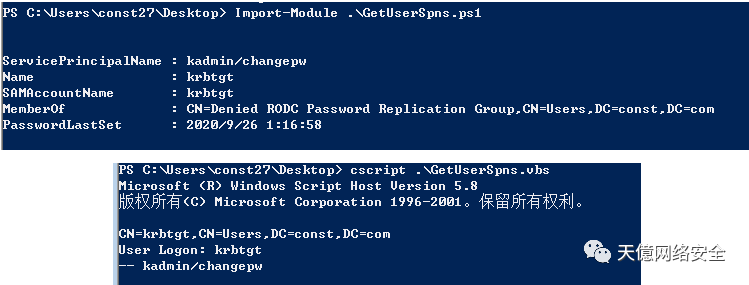 PS C:\Users\const27\Desktop> Import-Module .\GetUserSpns.ps1
ServicePrincipalName : kadmin/changepw
Name : krbtgt
SAMAccountName : krbtgt
MemberOf : CN=Denied RODC Password Replication Group,CN=Users,DC=const,DC=com
PasswordLastSet : 2020/9/26 1:16:58
PS C:\Users\const27\Desktop> cscript .\GetUserSpns.vbs
Microsoft (R) Windows Script Host Version 5.8
版权所有(C) Microsoft Corporation 1996-2001。保留所有权利。
CN=krbtgt,CN=Users,DC=const,DC=com
User Logon: krbtgt
-- kadmin/changepw
天億网络安全